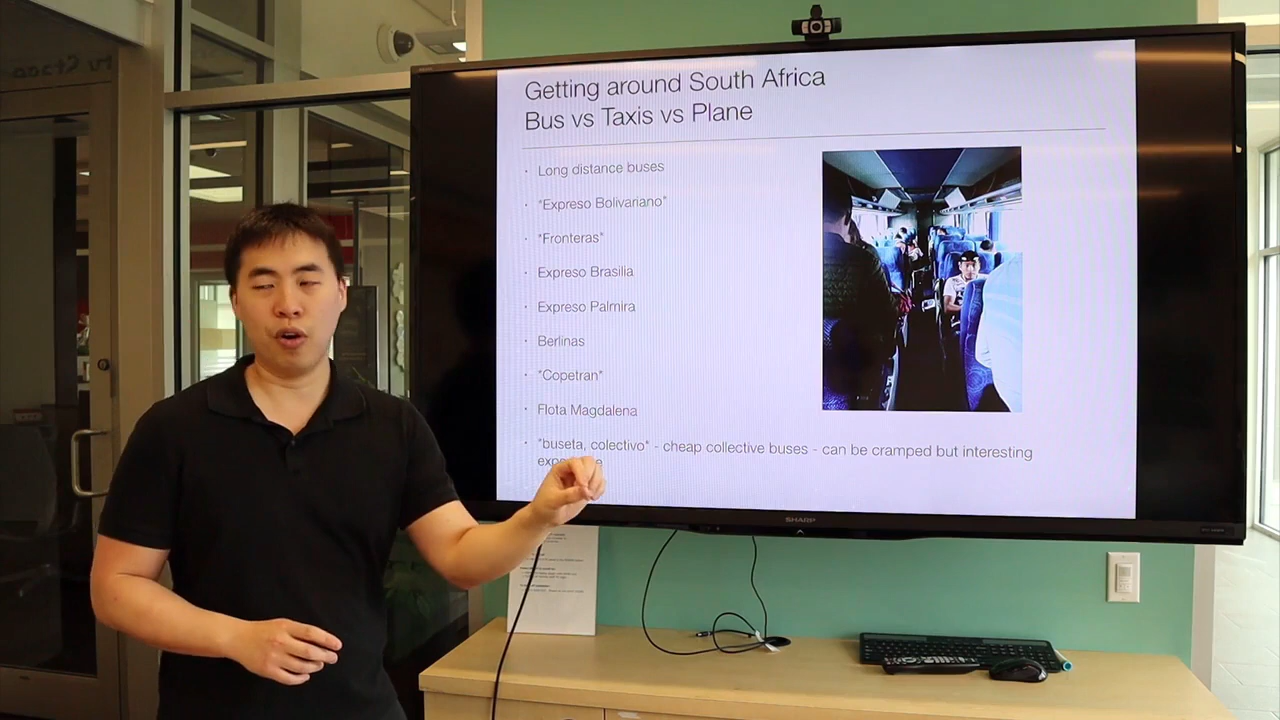 Getting around South Africa
Bus vs Taxis vs Plane
· Long distance buses
· *Expreso Bolivariano*
· *Fronteras*
· Expreso Brasilia
· Expreso Palmira
· Berlinas
· *Copetran*
· Flota Magdalena
· *buseta, colectivo* - cheap collective buses - can be cramped but interesting
SHARP